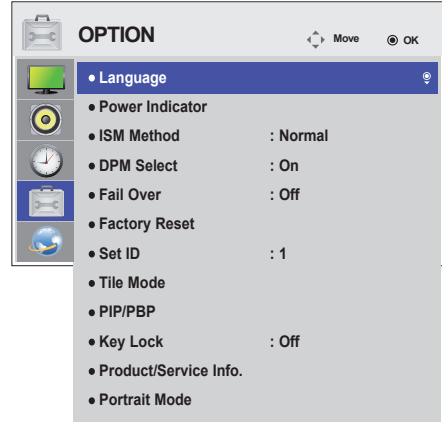 OPTION Move OK
● Language
● Power Indicator
● ISM Method : Normal
● DPM Select : On
● Fail Over : Off
● Factory Reset
● Set ID : 1
● Tile Mode
● PIP/PBP
● Key Lock : Off
● Product/Service Info.
● Portrait Mode